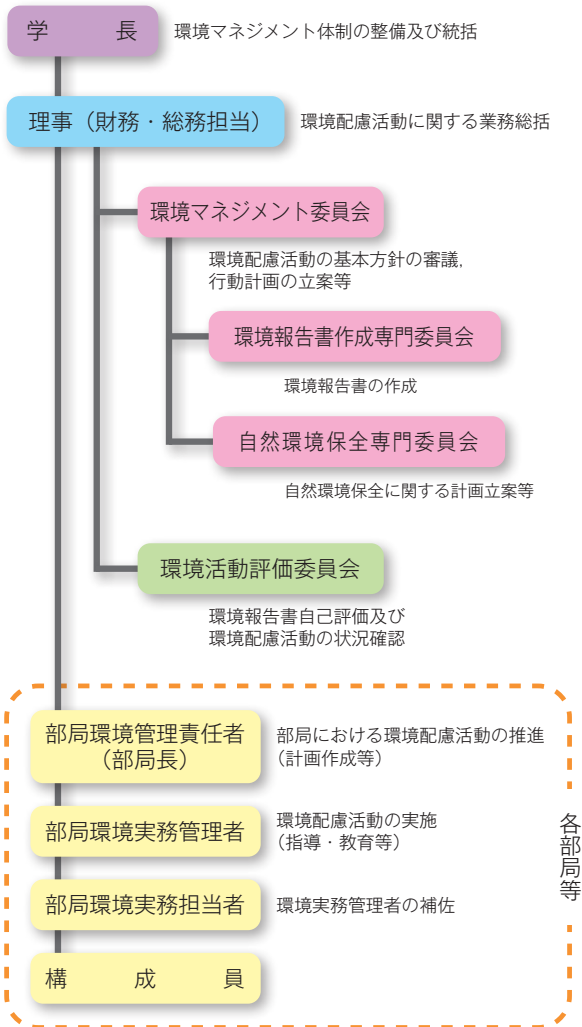 学　　　長
環境マネジメント体制の整備及び統括
理事（財務・総務担当）
環境配慮活動に関する業務総括
環境マネジメント委員会
環境配慮活動の基本方針の審議,
行動計画の立案等
環境報告書作成専門委員会
環境報告書の作成
自然環境保全専門委員会
自然環境保全に関する計画立案等
環境活動評価委員会
環境報告書自己評価及び
環境配慮活動の状況確認
部局環境管理責任者
（部局長）
部局における環境配慮活動の推進
（計画作成等）
部局環境実務管理者
環境配慮活動の実施
（指導・教育等）
部局環境実務担当者
環境実務管理者の補佐
構　　成　　員
各部局等